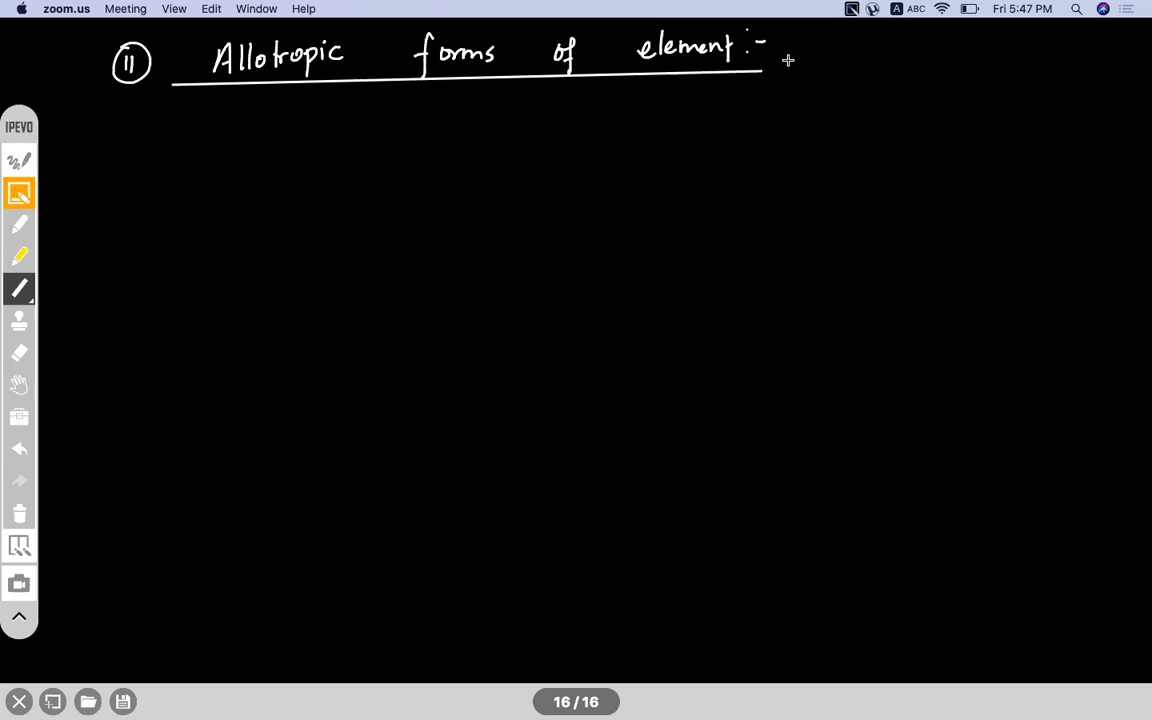 zoom.us Meeting View Edit Window Help A ABC Fri 5:47 PM
(ii) Allotropic forms of element :-
IPEVO
16 / 16